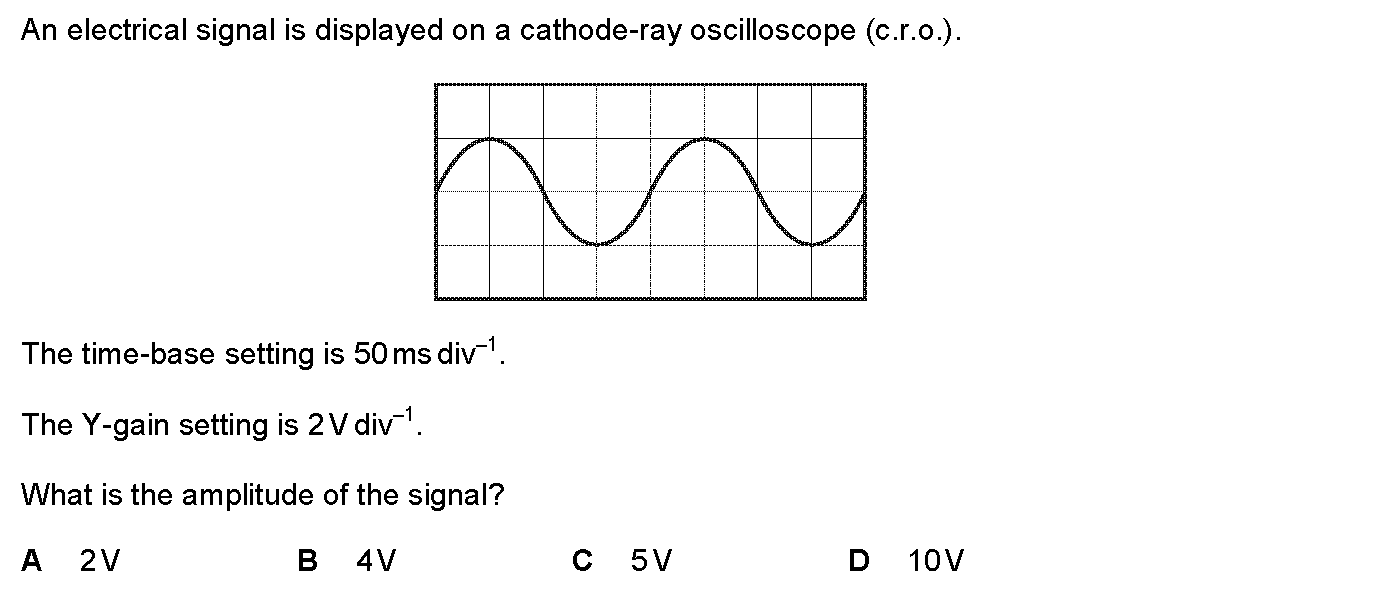 An electrical signal is displayed on a cathode-ray oscilloscope (c.r.o.).
The time-base setting is 50 ms div⁻¹.
The Y-gain setting is 2 V div⁻¹.
What is the amplitude of the signal?
A 2 V B 4 V C 5 V D 10 V